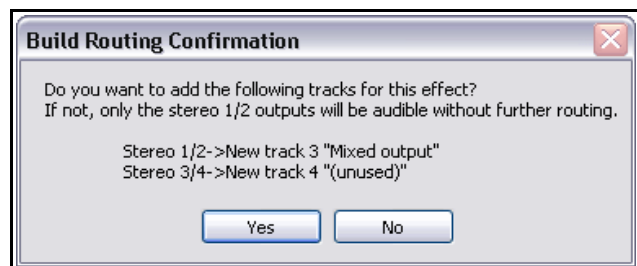 Build Routing Confirmation
Do you want to add the following tracks for this effect?
If not, only the stereo 1/2 outputs will be audible without further routing.
Stereo 1/2->New track 3 "Mixed output"
Stereo 3/4->New track 4 "(unused)"
Yes
No